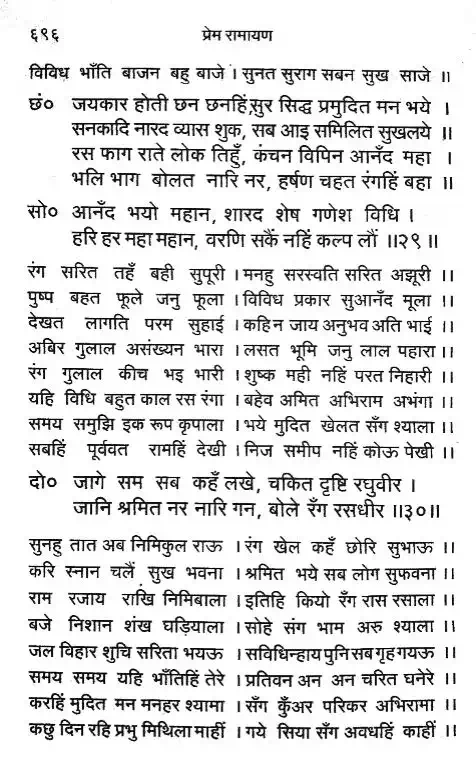 ६९६
प्रेम रामायण
विविध भाँति बाजन बहु बाजे । सुनत सुराग सबन सुख साजे ॥
छं० जयकार होती छन छनहिं,सुर सिद्ध प्रमुदित मन भये ।
सनकादि नारद व्यास शुक, सब आइ समिलित सुखलये ॥
रस फाग राते लोक तिहुँ, कंचन विपिन आनँद महा ।
भलि भाग बोलत नारि नर, हर्षण चहत रंगहिं बहा ॥
सो० आनँद भयो महान, शारद शेष गणेश विधि ।
हरि हर महा महान, वरणि सकैं नहिं कल्प लौं ॥२९॥
रंग सरित तहँ बही सुपूरी । मनहु सरस्वति सरित अझूरी ॥
पुष्प बहत फूले जनु फूला । विविध प्रकार सुआनँद मूला ॥
देखत लागति परम सुहाई । कहि न जाय अनुभव अति भाई ॥
अबिर गुलाल असंख्यन भारा । लसत भूमि जनु लाल पहारा ॥
रंग गुलाल कीच भइ भारी । शुष्क मही नहिं परत निहारी ॥
यहि विधि बहुत काल रस रंगा । बहेव अमित अभिराम अभंगा ॥
समय समुझि इक रूप कृपाला । भये मुदित खेलत सँग श्याला ॥
सबहिं पूर्ववत रामहिं देखी । निज समीप नहिं कोऊ पेखी ॥
दो० जागे सम सब कहँ लखे, चकित दृष्टि रघुवीर ।
जानि श्रमित नर नारि गन, बोले रँग रसधीर ॥३०॥
सुनहु तात अब निमिकुल राऊ । रंग खेल कहँ छोरि सुभाऊ ॥
करि स्नान चलैं सुख भवना । श्रमित भये सब लोग सुफवना ॥
राम रजाय राखि निमिबाला । इतिहि कियो रँग रास रसाला ॥
बजे निशान शंख घड़ियाला । सोहे संग भाम अरु श्याला ॥
जल विहार शुचि सरिता भयऊ । सविधिन्हाय पुनि सब गृह गयऊ ॥
समय समय यहि भाँतिहिं तेरे । प्रतिवन अन अन चरित घनेरे ॥
करहिं मुदित मन मनहर श्यामा । सँग कुँअर परिकर अभिरामा ॥
कछु दिन रहि प्रभु मिथिला माहीं । गये सिया सँग अवधहिं काहीं ॥